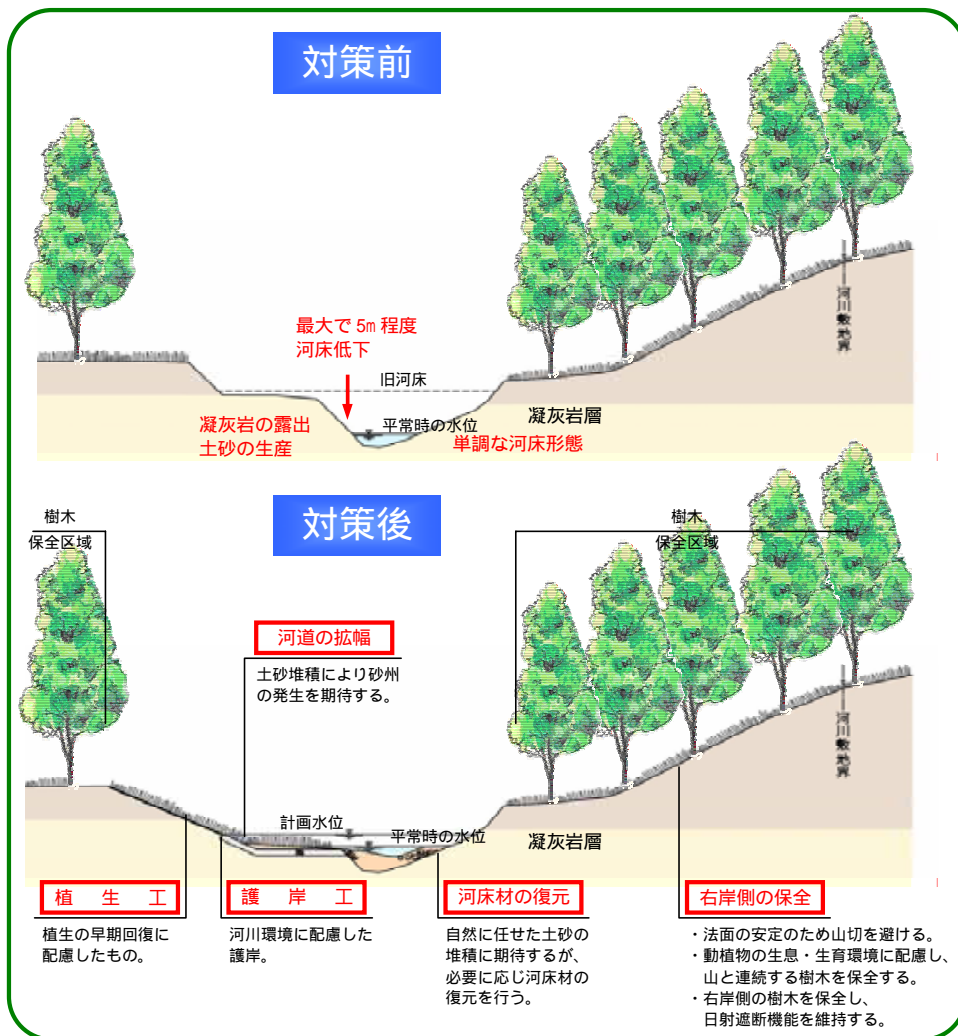 対策前
最大で5m程度
河床低下
旧河床
河川敷地界
凝灰岩の露出
土砂の生産
平常時の水位
凝灰岩層
単調な河床形態
対策後
樹木
保全区域
樹木
保全区域
河道の拡幅
土砂堆積により砂州
の発生を期待する。
河川敷地界
計画水位
平常時の水位
凝灰岩層
植生工
植生の早期回復に
配慮したもの。
護岸工
河川環境に配慮した
護岸。
河床材の復元
自然に任せた土砂の
堆積に期待するが、
必要に応じ河床材の
復元を行う。
右岸側の保全
・法面の安定のため山切を避ける。
・動植物の生息・生育環境に配慮し、
山と連続する樹木を保全する。
・右岸側の樹木を保全し、
日射遮断機能を維持する。